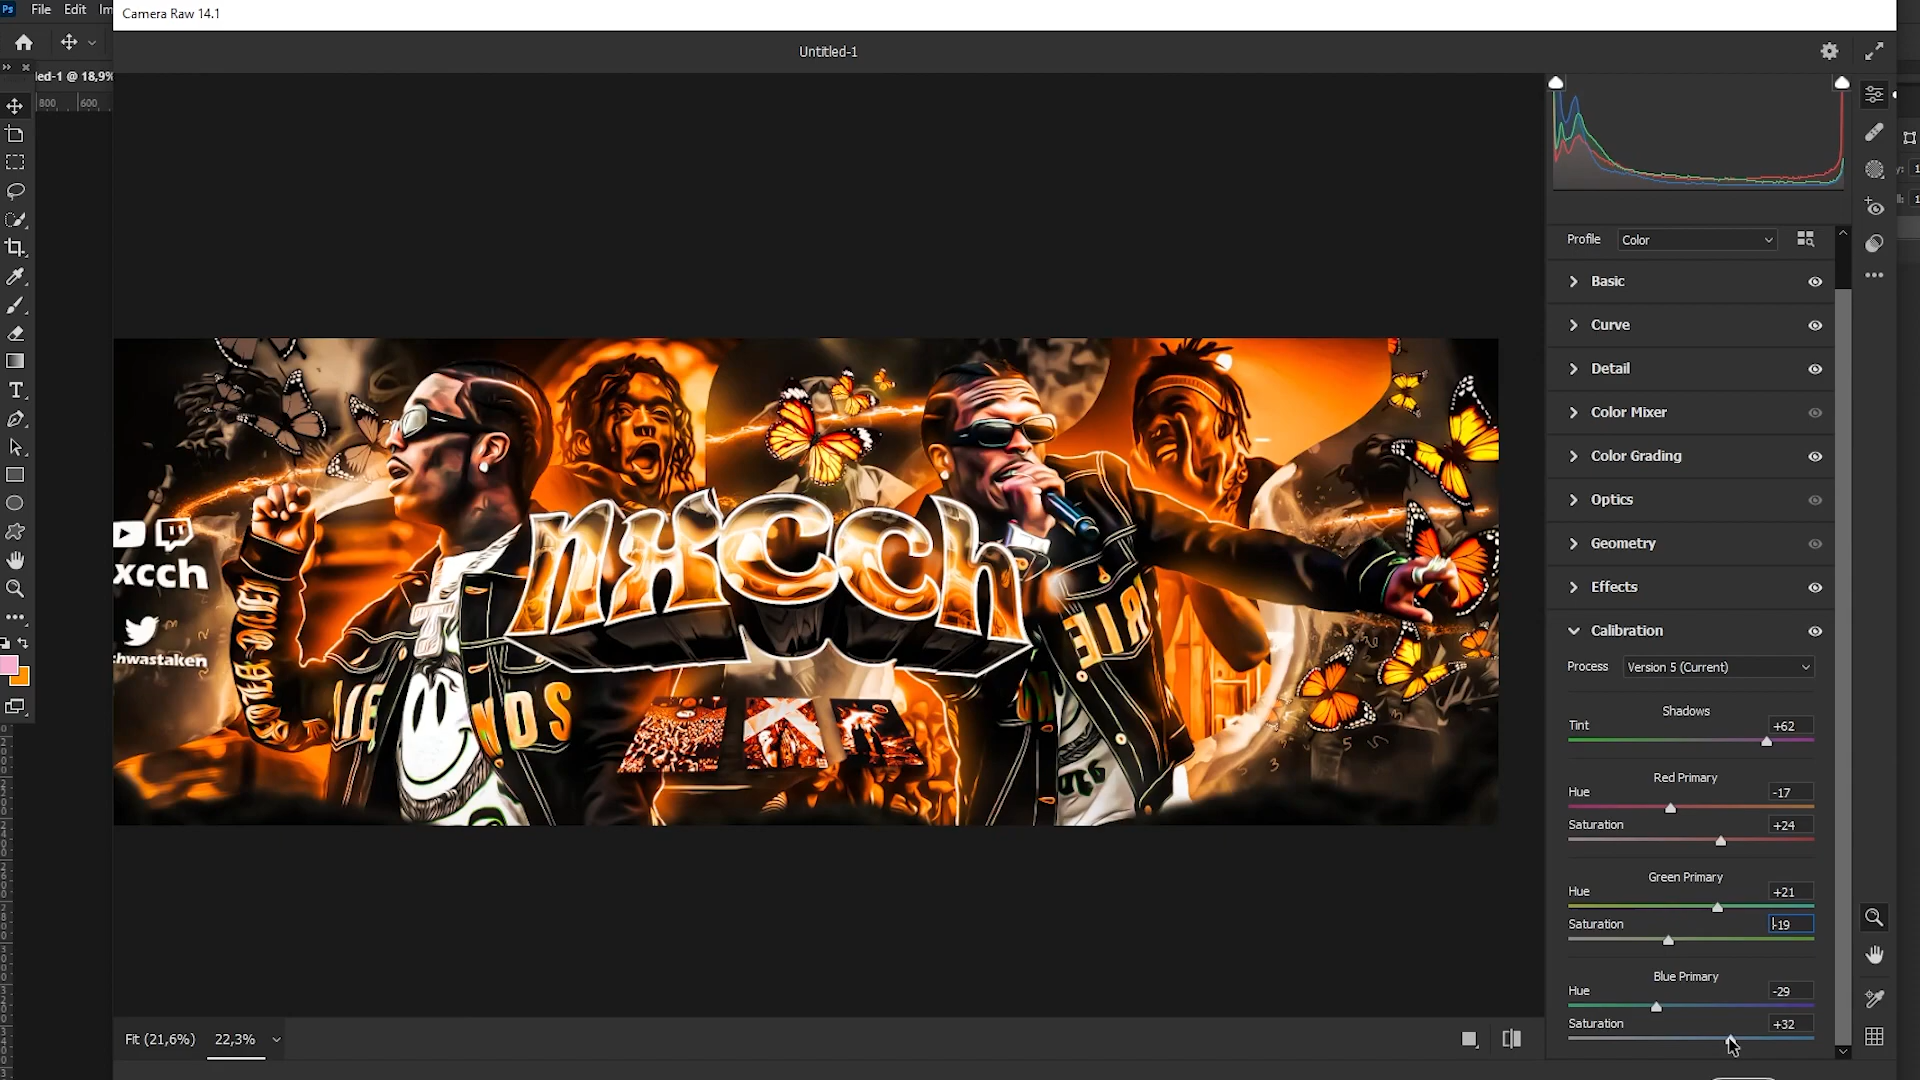 Ps File Edit Im
Camera Raw 14.1
Untitled-1
led-1 @ 18,9%
800 600
Profile Color
Basic
Curve
Detail
Color Mixer
Color Grading
Optics
Geometry
Effects
Calibration
Process Version 5 (Current)
Shadows
Tint +62
Red Primary
Hue -17
Saturation +24
Green Primary
Hue +21
Saturation -19
Blue Primary
Hue -29
Saturation +32
xcch
hwastaken
nxcch
Fit (21,6%) 22,3%